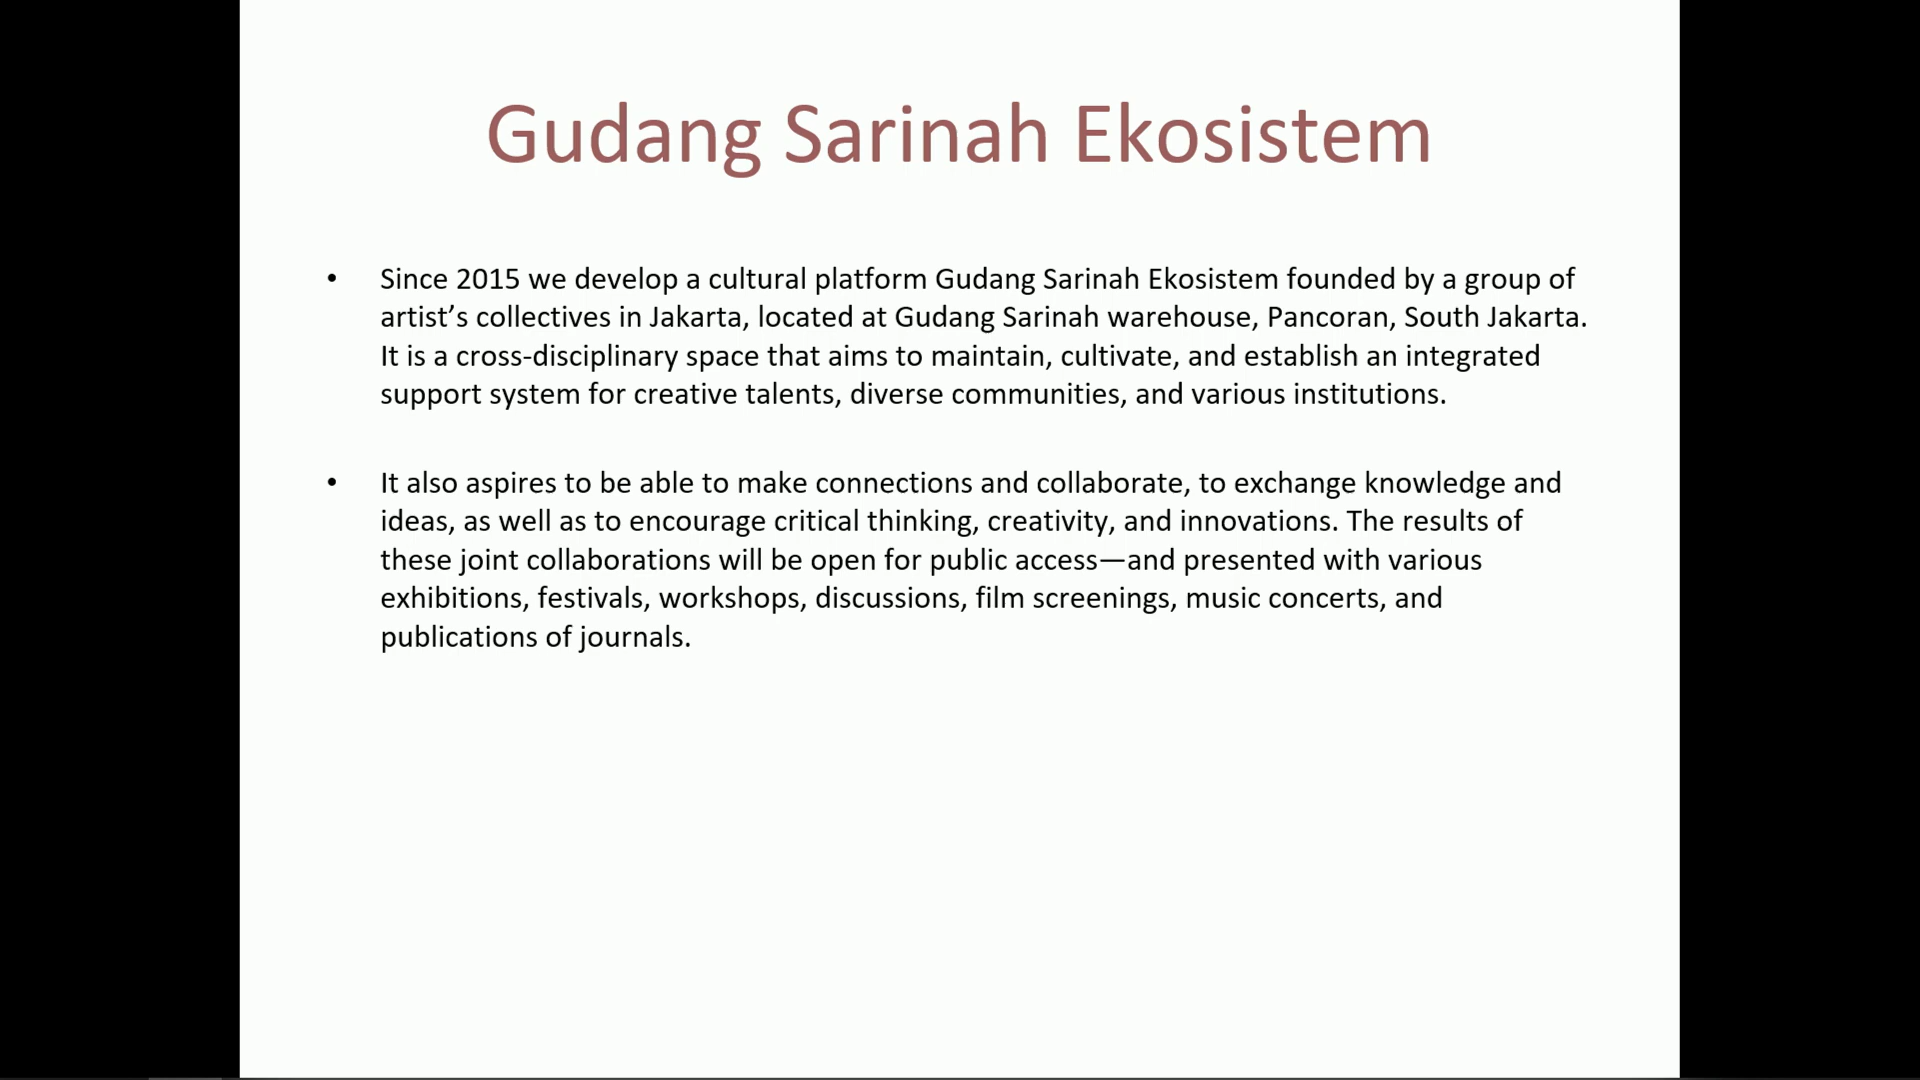 Gudang Sarinah Ekosistem
• Since 2015 we develop a cultural platform Gudang Sarinah Ekosistem founded by a group of
artist’s collectives in Jakarta, located at Gudang Sarinah warehouse, Pancoran, South Jakarta.
It is a cross-disciplinary space that aims to maintain, cultivate, and establish an integrated
support system for creative talents, diverse communities, and various institutions.
• It also aspires to be able to make connections and collaborate, to exchange knowledge and
ideas, as well as to encourage critical thinking, creativity, and innovations. The results of
these joint collaborations will be open for public access—and presented with various
exhibitions, festivals, workshops, discussions, film screenings, music concerts, and
publications of journals.